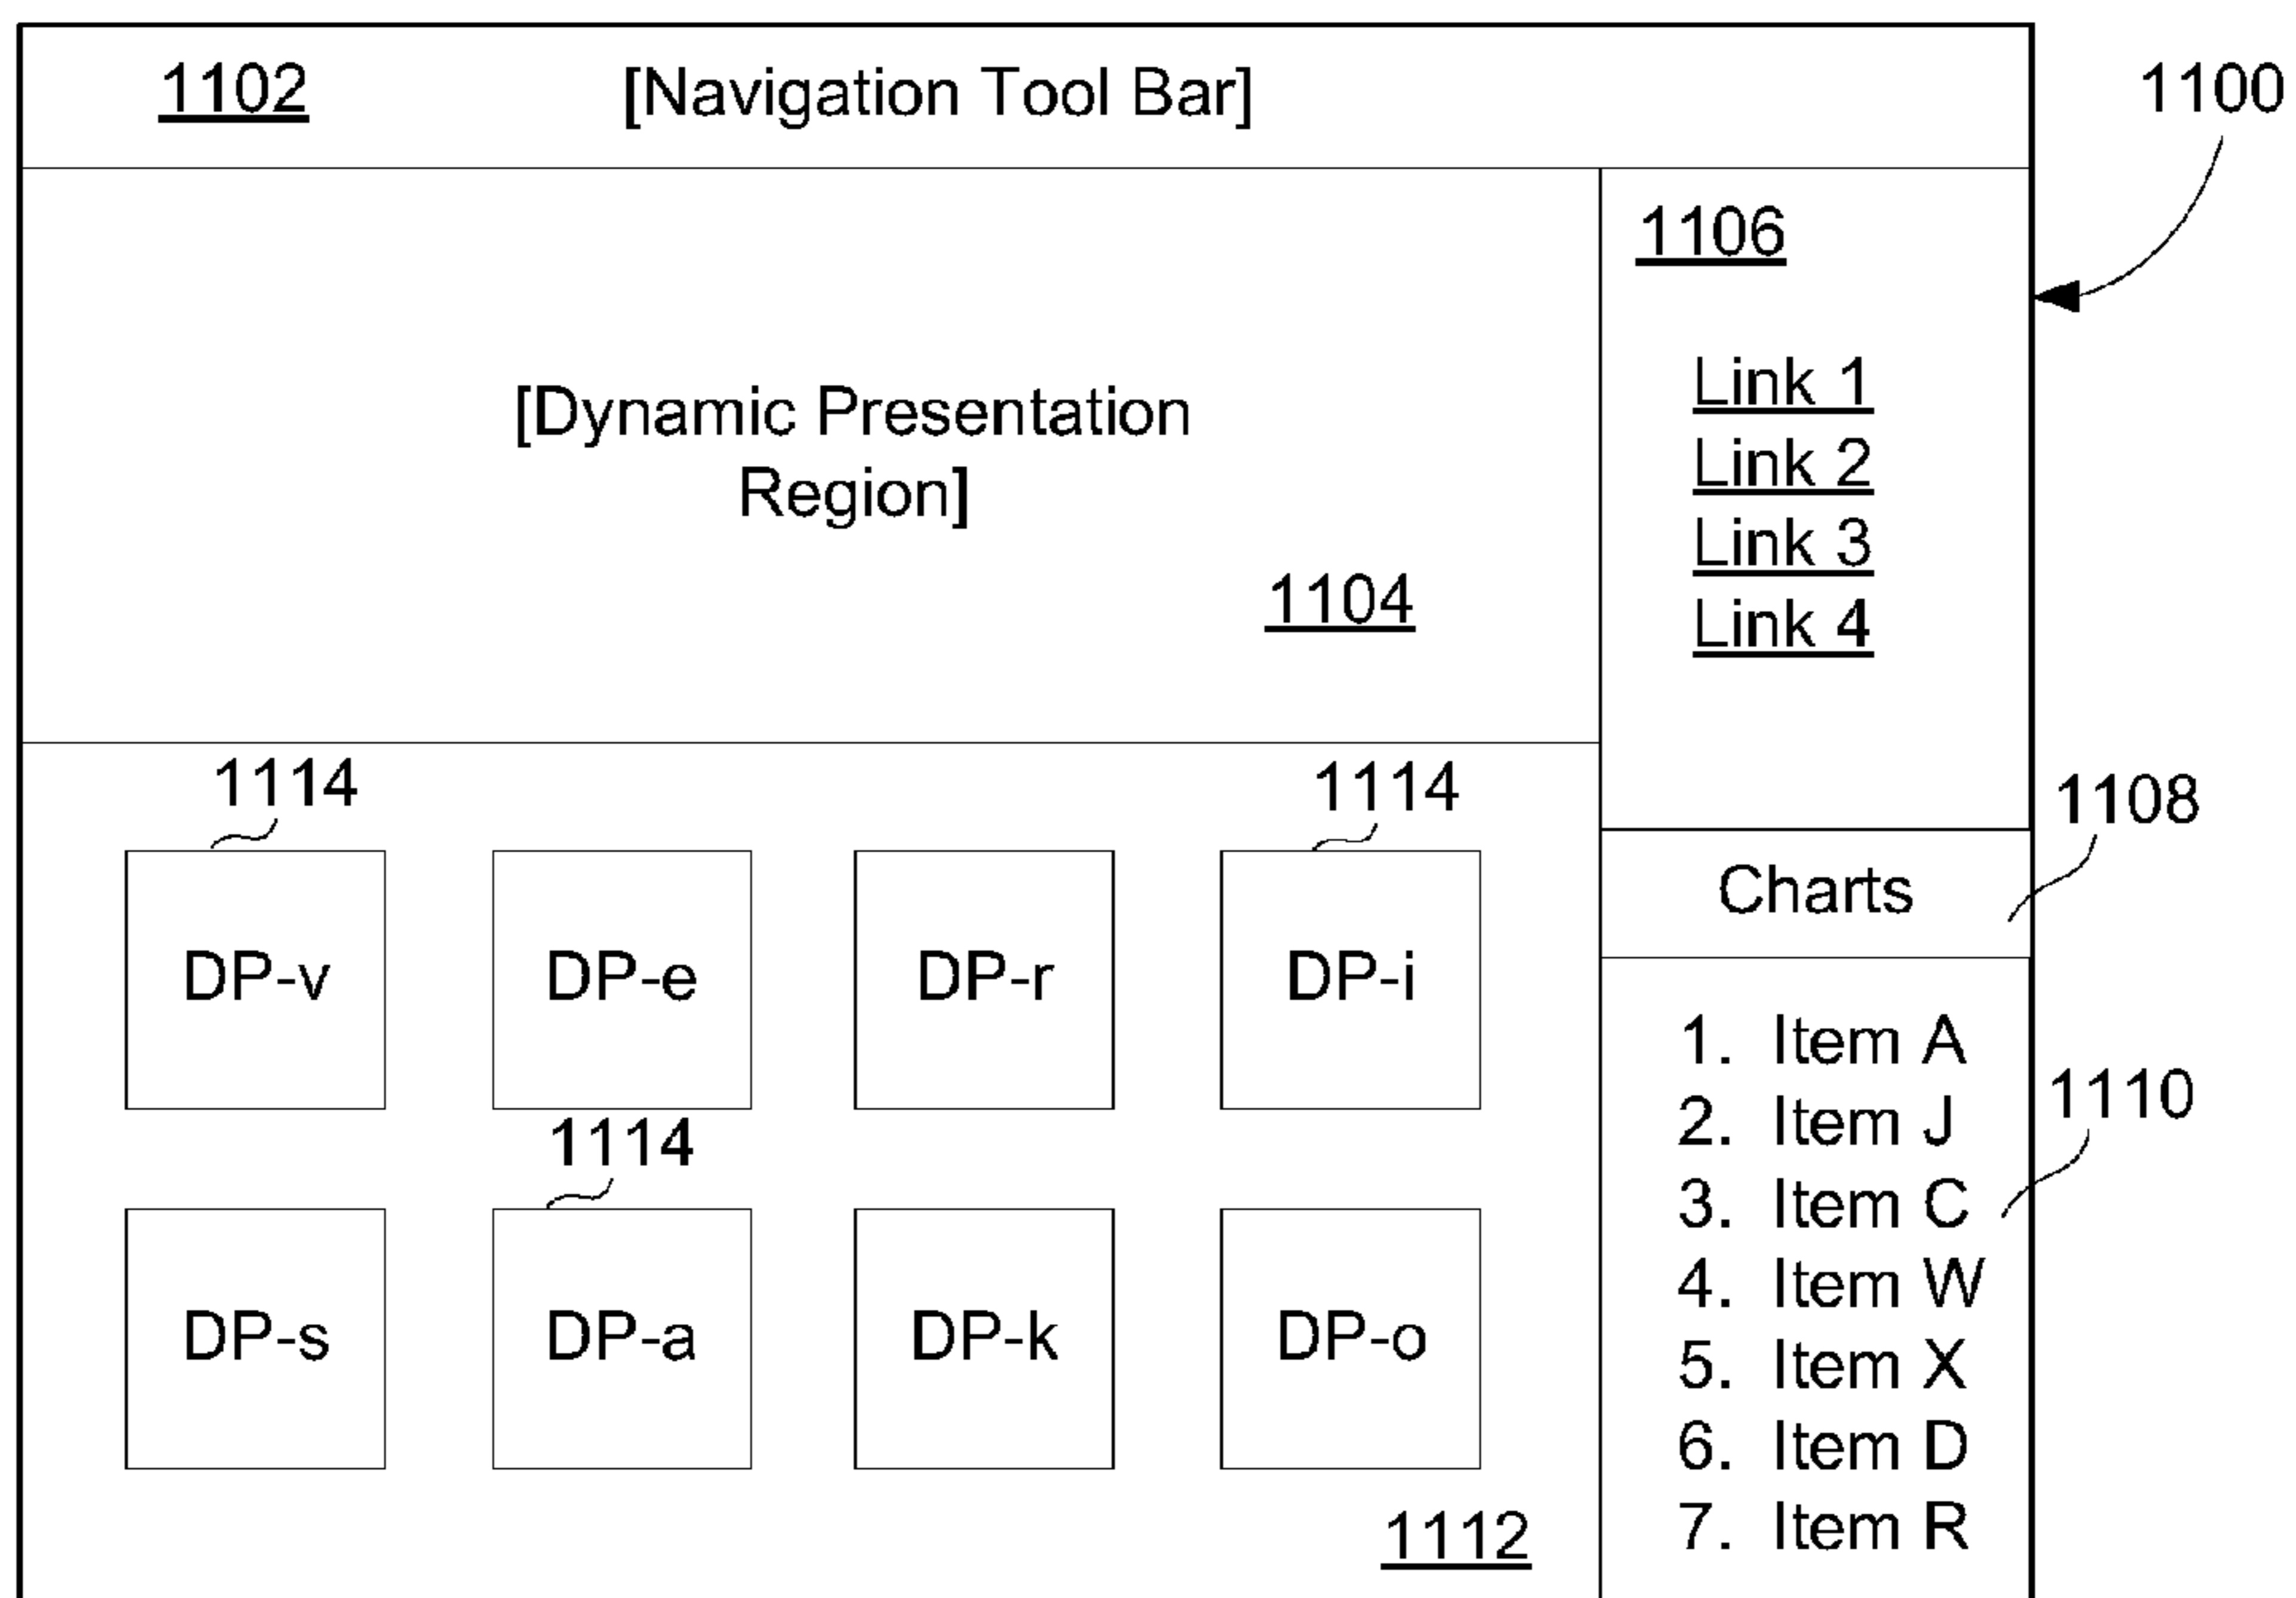 1102
[Navigation Tool Bar]
1100
1106
[Dynamic Presentation
Region]
1104
Link 1
Link 2
Link 3
Link 4
1114
1114
DP-v
DP-e
DP-r
DP-i
1114
DP-s
DP-a
DP-k
DP-o
1112
1108
Charts
1. Item A
2. Item J
3. Item C
4. Item W
5. Item X
6. Item D
7. Item R
1110